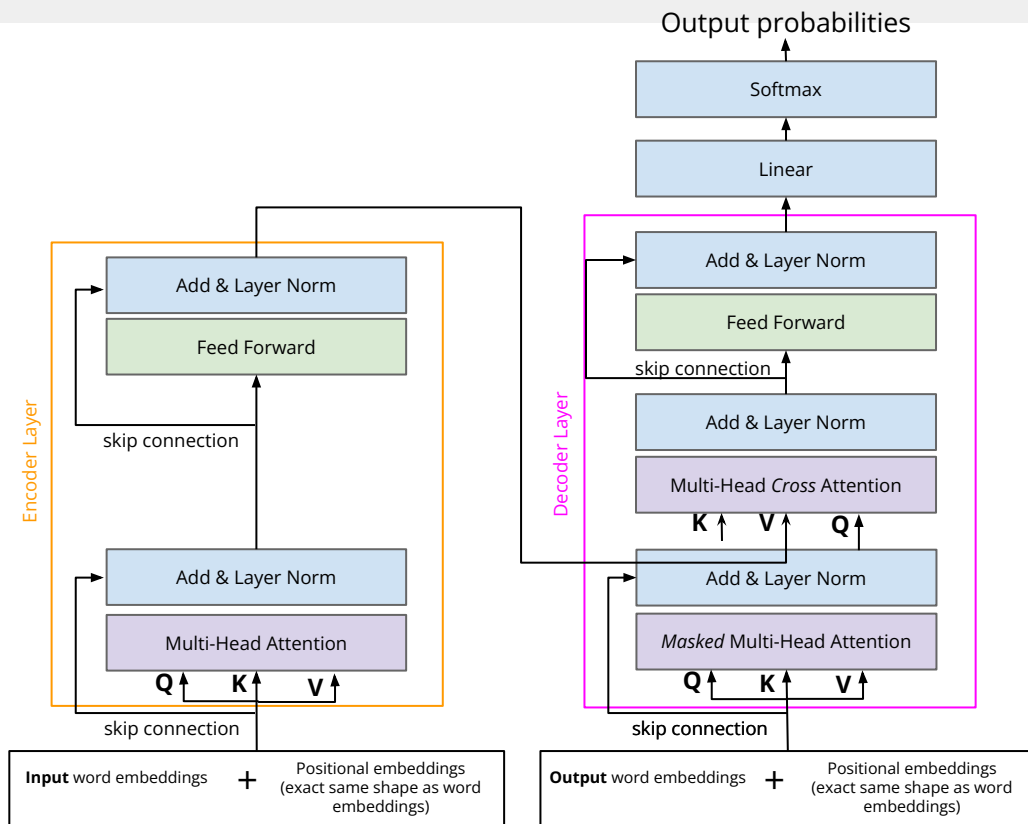 Output probabilities
Softmax
Linear
Add & Layer Norm
Feed Forward
skip connection
Add & Layer Norm
Multi-Head Cross Attention
K V Q
Add & Layer Norm
Masked Multi-Head Attention
Q K V
skip connection
Decoder Layer
Output word embeddings
+
Positional embeddings
(exact same shape as word
embeddings)
Add & Layer Norm
Feed Forward
skip connection
Encoder Layer
Add & Layer Norm
Multi-Head Attention
Q K V
skip connection
Input word embeddings
+
Positional embeddings
(exact same shape as word
embeddings)